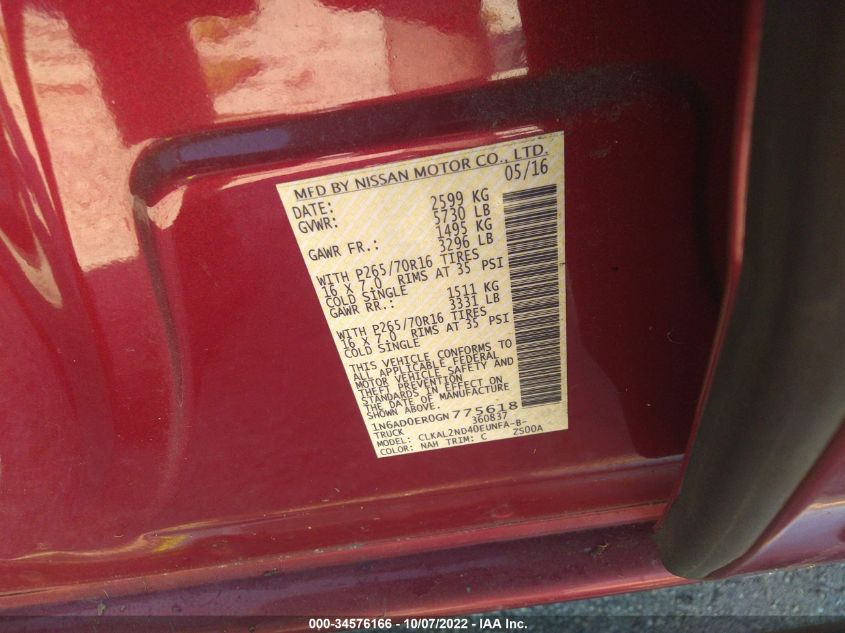 MFD BY NISSAN MOTOR CO., LTD.
DATE: 05/16
GVWR: 2599 KG
5730 LB
GAWR FR.: 1495 KG
3296 LB
WITH P265/70R16 TIRES
16 X 7.0 RIMS AT 35 PSI
COLD SINGLE
GAWR RR.: 1511 KG
3331 LB
WITH P265/70R16 TIRES
16 X 7.0 RIMS AT 35 PSI
COLD SINGLE
THIS VEHICLE CONFORMS TO
ALL APPLICABLE FEDERAL
MOTOR VEHICLE SAFETY AND
THEFT PREVENTION
STANDARDS IN EFFECT ON
THE DATE OF MANUFACTURE
SHOWN ABOVE.
1N6AD0ER0GN775618
TRUCK 360837
MODEL: CLKAL2ND40EUNFA-B-
COLOR: NAH TRIM: C ZS00A
000-34576166 - 10/07/2022 - IAA Inc.